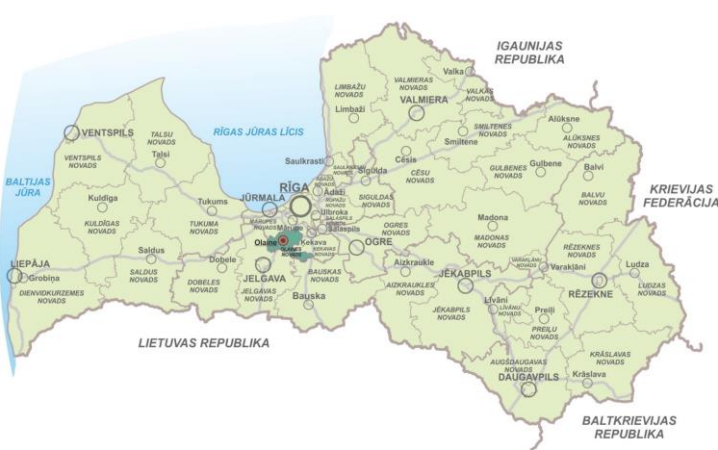 IGAUNIJAS
REPUBLIKA
Valka
VALKAS
NOVADS
VALMIERAS
NOVADS
LIMBAŽU
NOVADS
Limbaži
VALMIERA
Alūksne
ALŪKSNES
NOVADS
SMILTENES
NOVADS
Smiltene
VENTSPILS
TALSU
NOVADS
Talsi
RĪGAS JŪRAS LĪCIS
VENTSPILS
NOVADS
Saulkrasti
Sigulda
Cēsis
CĒSU
NOVADS
GULBENES
NOVADS
Gulbene
Balvi
BALVU
NOVADS
BALTIJAS
JŪRA
KRIEVIJAS
FEDERĀCIJA
RĪGA
Ādaži
SIGULDAS
Kuldīga
KULDĪGAS
NOVADS
Tukums
TUKUMA
NOVADS
JŪRMALA
MĀRUPES
NOVADS
Mārupe
Ulbroka
Salaspils
Olaine
OLAINES
NOVADS
Ķekava
ĶEKAVAS
NOVADS
OGRE
OGRES
NOVADS
Madona
MADONAS
NOVADS
RĒZEKNES
NOVADS
VARAKĻĀNU
NOVADS
Varakļāni
Ludza
LUDZAS
NOVADS
RĒZEKNE
LIEPĀJA
Grobiņa
DIENVIDKURZEMES
NOVADS
Saldus
SALDUS
NOVADS
Dobele
DOBELES
NOVADS
JELGAVA
JELGAVAS
NOVADS
BAUSKAS
NOVADS
Bauska
Aizkraukle
AIZKRAUKLES
NOVADS
JĒKABPILS
JĒKABPILS
NOVADS
Līvāni
LĪVĀNU
NOVADS
Preiļi
PREIĻU
NOVADS
LIETUVAS REPUBLIKA
AUGŠDAUGAVAS
NOVADS
DAUGAVPILS
KRĀSLAVAS
NOVADS
Krāslava
BALTKRIEVIJAS
REPUBLIKA